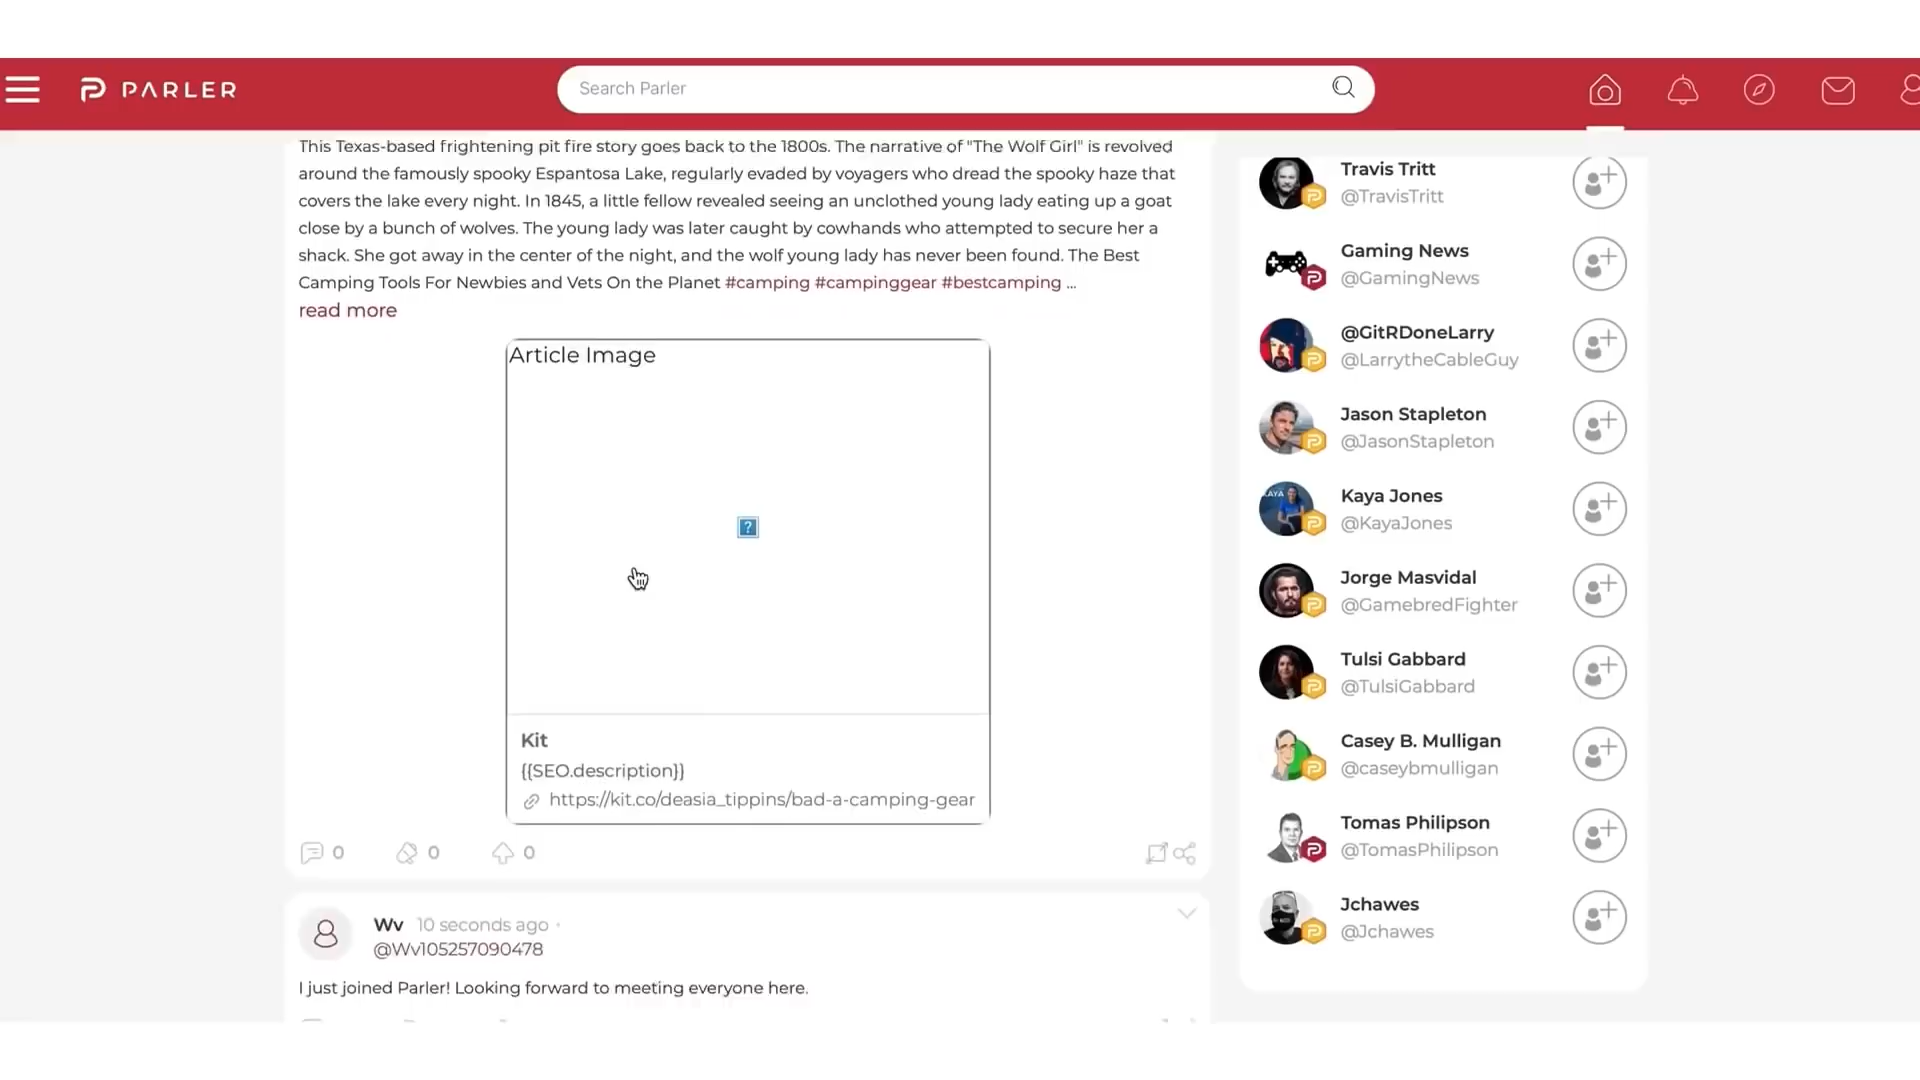 PARLER
Search Parler
This Texas-based frightening pit fire story goes back to the 1800s. The narrative of "The Wolf Girl" is revolved
around the famously spooky Espantosa Lake, regularly evaded by voyagers who dread the spooky haze that
covers the lake every night. In 1845, a little fellow revealed seeing an unclothed young lady eating up a goat
close by a bunch of wolves. The young lady was later caught by cowhands who attempted to secure her a
shack. She got away in the center of the night, and the wolf young lady has never been found. The Best
Camping Tools For Newbies and Vets On the Planet #camping #campinggear #bestcamping ...
read more
Article Image
?
Kit
{{SEO.description}}
https://kit.co/deasia_tippins/bad-a-camping-gear
0
0
0
Wv 10 seconds ago •
@Wv105257090478
I just joined Parler! Looking forward to meeting everyone here.
Travis Tritt
@TravisTritt
Gaming News
@GamingNews
@GitRDoneLarry
@LarrytheCableGuy
Jason Stapleton
@JasonStapleton
KAYA
Kaya Jones
@KayaJones
Jorge Masvidal
@GamebredFighter
Tulsi Gabbard
@TulsiGabbard
Casey B. Mulligan
@caseybmulligan
Tomas Philipson
@TomasPhilipson
Jchawes
@Jchawes